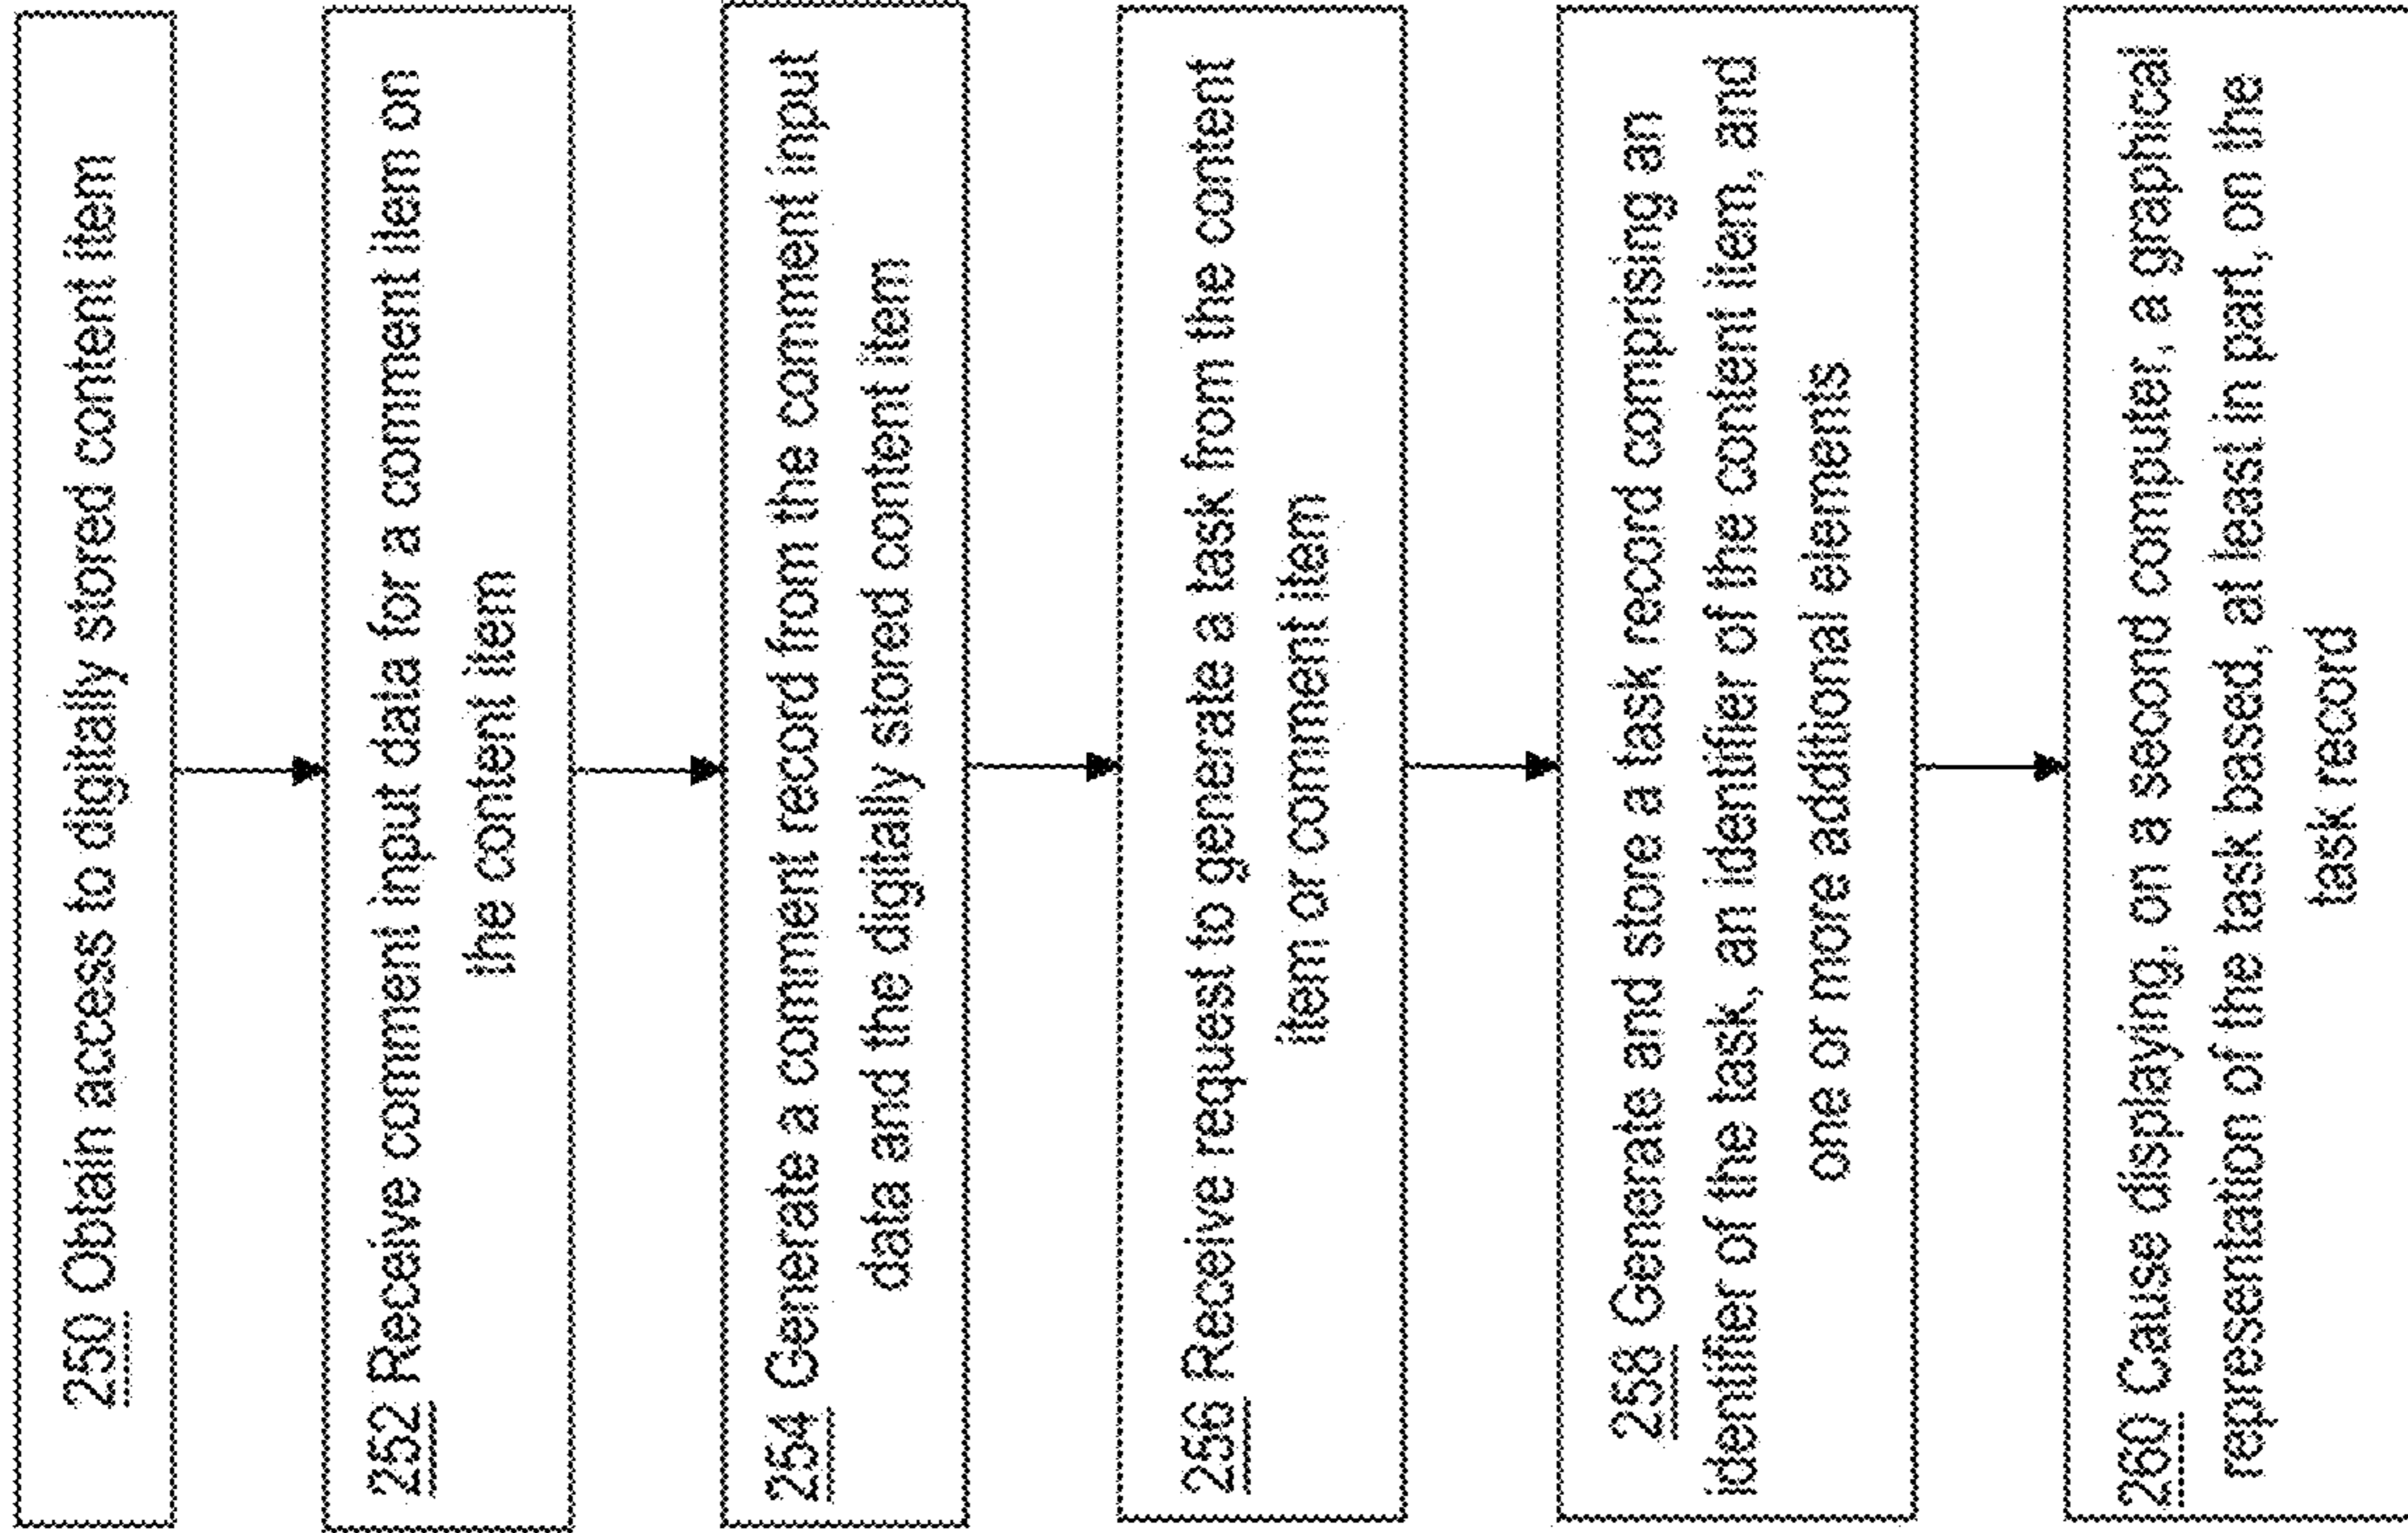 250 Obtain access to digitally stored content item
252 Receive comment input data for a comment item on
the content item
254 Generate a comment record from the comment input
data and the digitally stored content item
256 Receive request to generate a task from the content
item or comment item
258 Generate and store a task record comprising an
identifier of the task, an identifier of the content item, and
one or more additional elements
260 Cause displaying, on a second computer, a graphical
representation of the task based, at least in part, on the
task record